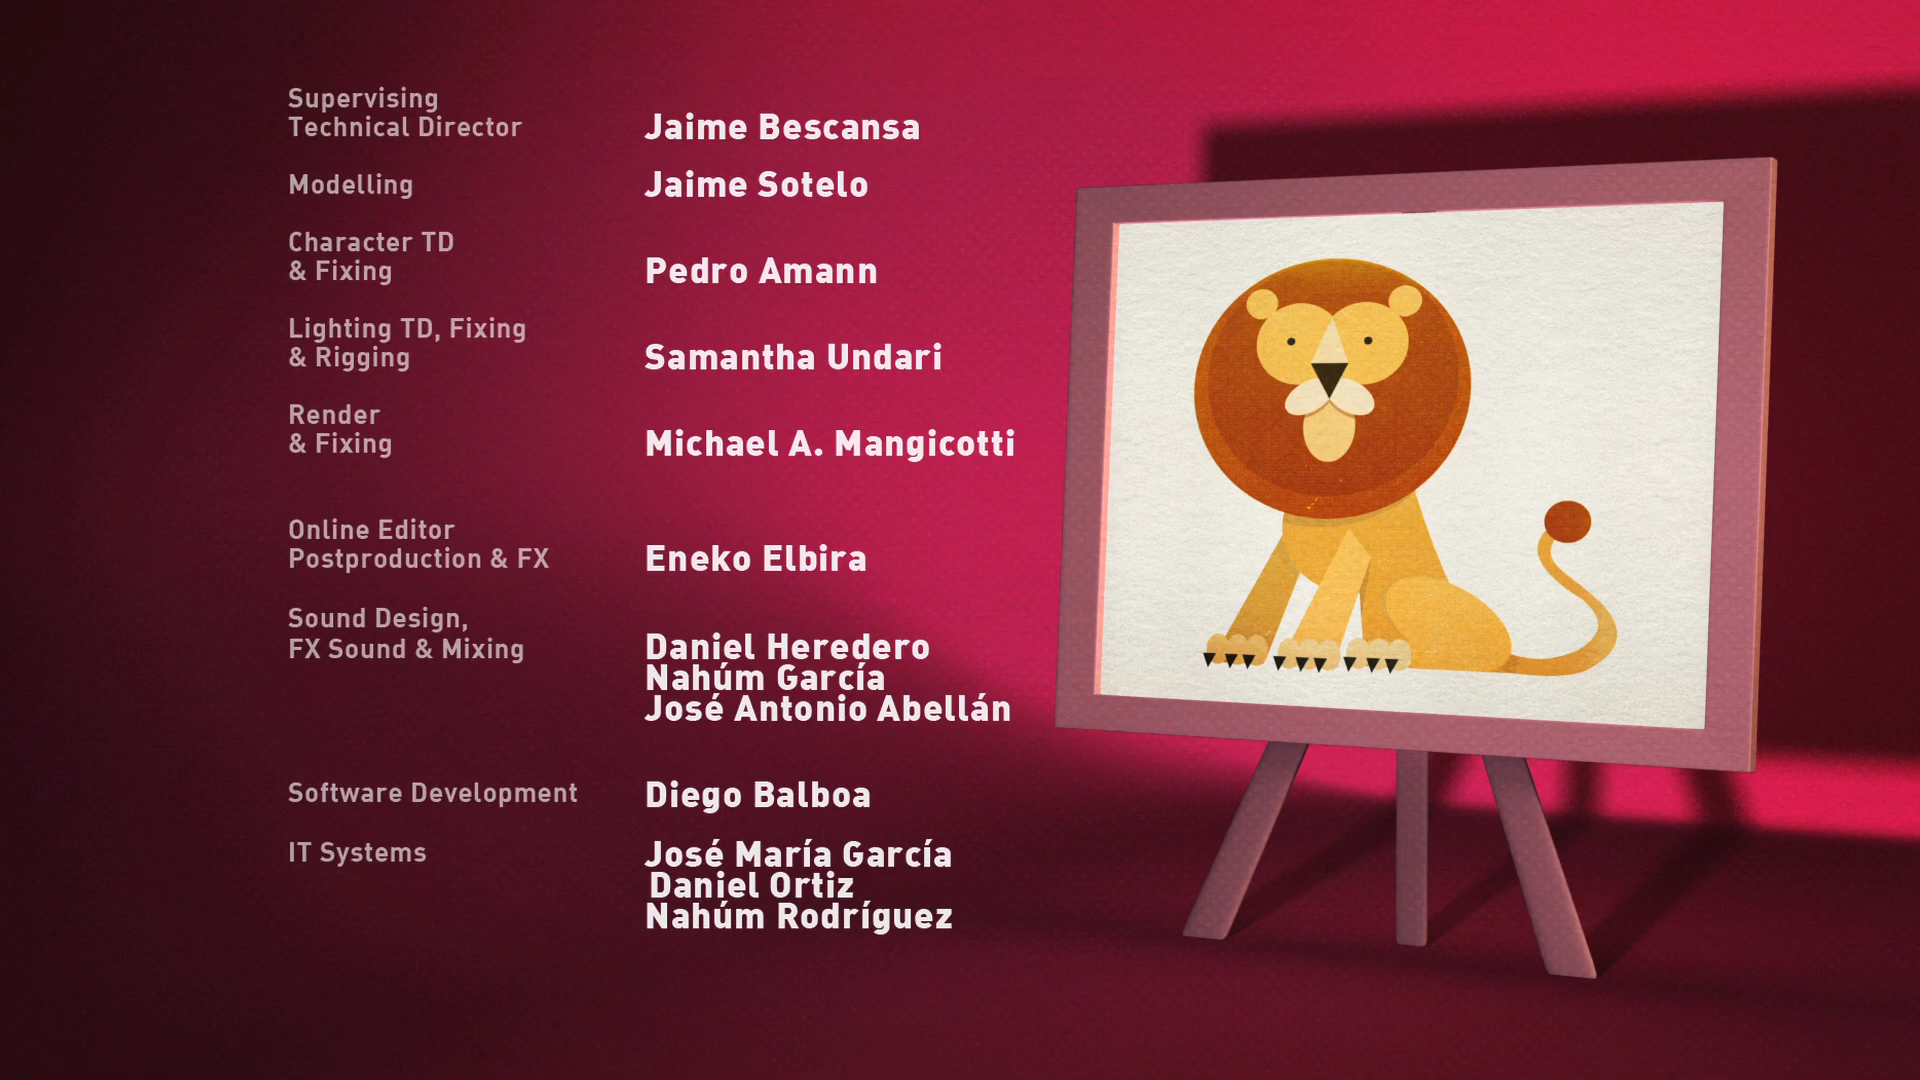 Supervising
Technical Director Jaime Bescansa
Modelling Jaime Sotelo
Character TD
& Fixing Pedro Amann
Lighting TD, Fixing
& Rigging Samantha Undari
Render
& Fixing Michael A. Mangicotti
Online Editor
Postproduction & FX Eneko Elbira
Sound Design,
FX Sound & Mixing Daniel Heredero
Nahúm García
José Antonio Abellán
Software Development Diego Balboa
IT Systems José María García
Daniel Ortiz
Nahúm Rodríguez